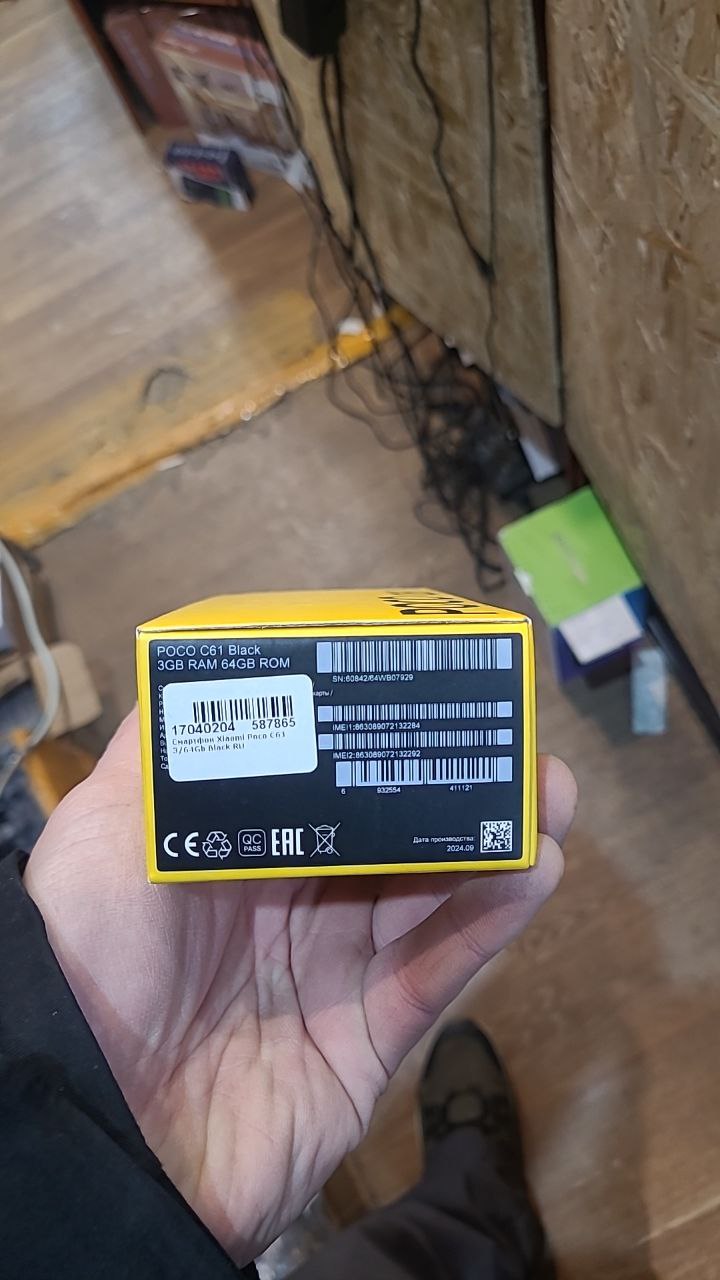 POCO C61 Black
3GB RAM 64GB ROM
SN:60842/64WB07929
карты /
17040204 587865
Смартфон Xiaomi Poco C61
3/64Gb Black RU
IMEI1:863089072132284
IMEI2:863089072132292
6 932554 411121
CE
QC
PASS
EAC
Дата производства:
2024.09